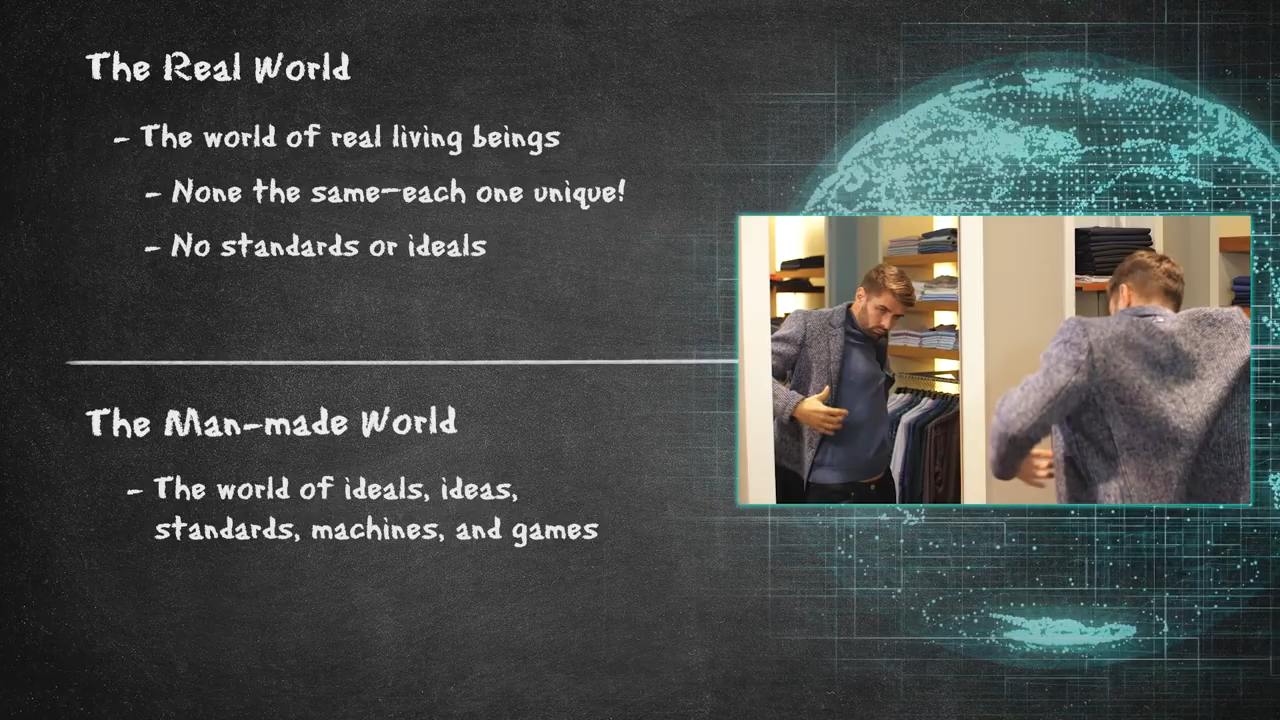 The Real World
- The world of real living beings
- None the same—each one unique!
- No standards or ideals
The Man-made World
- The world of ideals, ideas,
standards, machines, and games